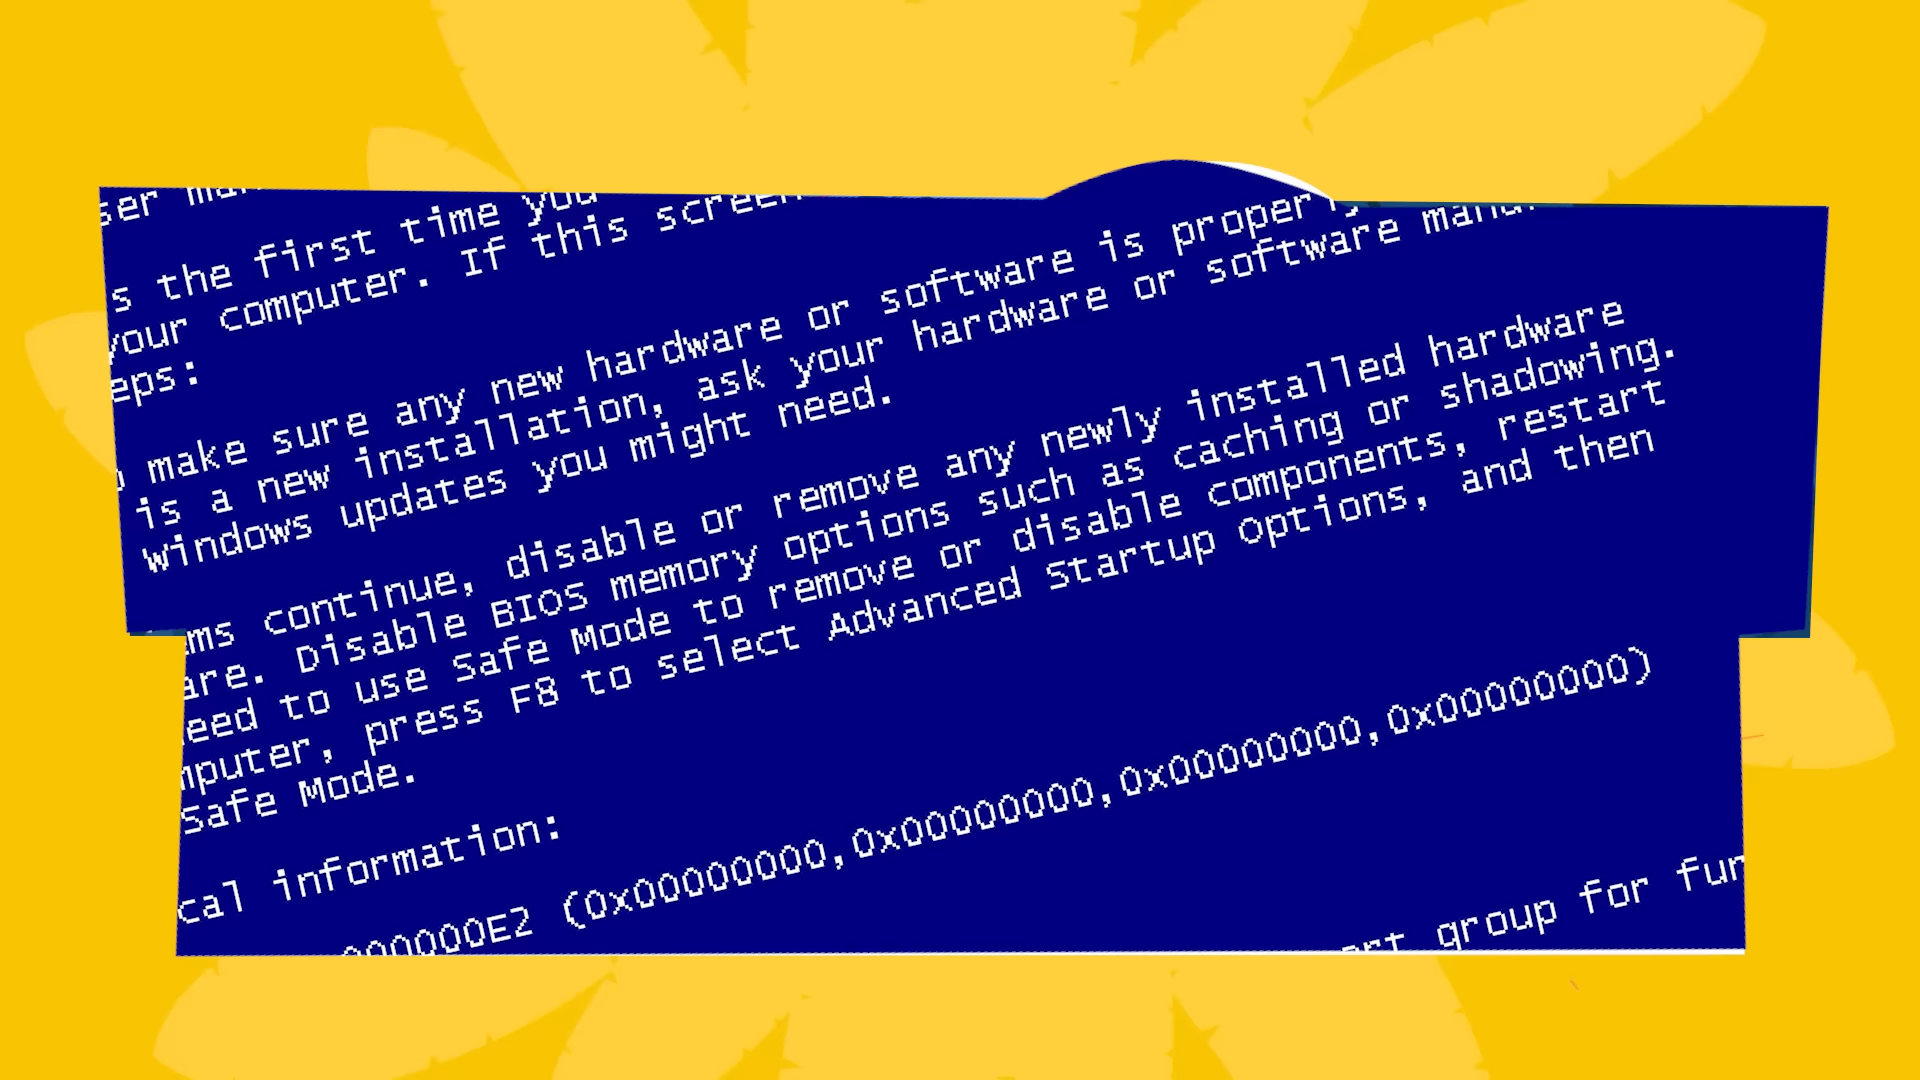 ser
s the first time you
your computer. If this screen
eps:
make sure any new hardware or software is properly
is a new installation, ask your hardware or software
Windows updates you might need.
ms continue, disable or remove any newly installed hardware
are. Disable BIOS memory options such as caching or shadowing.
eed to use Safe Mode to remove or disable components, restart
mputer, press F8 to select Advanced Startup Options, and then
Safe Mode.
cal information:
000000E2 (0x00000000,0x00000000,0x00000000,0x00000000)
group for fur